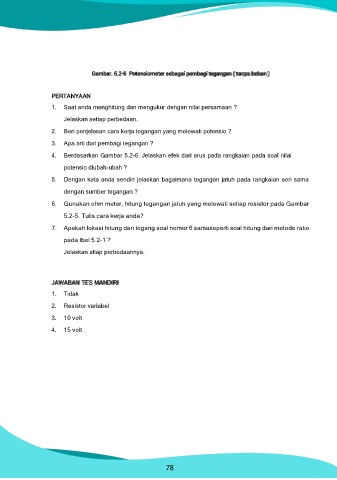 Gambar. 5.2-6 Potensiometer sebagai pembagi tegangan ( tanpa beban )
PERTANYAAN
1. Saat anda menghitung dan mengukur dengan nilai persamaan ?
Jelaskan setiap perbedaan.
2. Beri penjelasan cara kerja tegangan yang melewati potensio ?
3. Apa arti dari pembagi tegangan ?
4. Berdasarkan Gambar 5.2-6. Jelaskan efek dari arus pada rangkaian pada soal nilai
potensio diubah-ubah ?
5. Dengan kata anda sendiri jelaskan bagaimana tegangan jatuh pada rangkaian seri sama
dengan sumber tegangan ?
6. Gunakan ohm meter, hitung tegangan jatuh yang melewati setiap resistor pada Gambar
5.2-5. Tulis cara kerja anda?
7. Apakah lokasi hitung dari tegang soal nomer 6 samaseperti soal hitung dari metode ratio
pada tbel 5.2-1 ?
Jelaskan stiap perbedaannya.
JAWABAN TES MANDIRI
1. Tidak
2. Resistor variabel
3. 10 volt
4. 15 volt
78